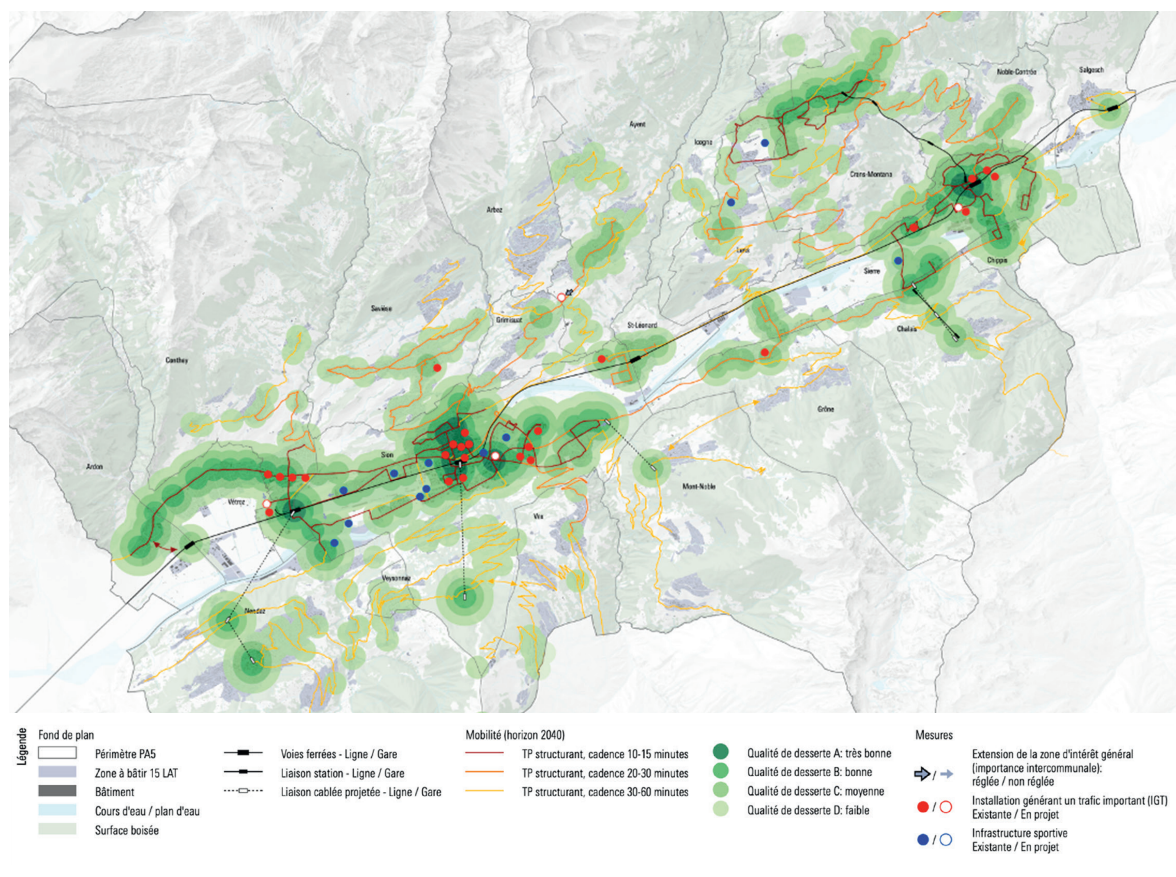 Noble-Contrée
Salgesch
Ayent
Icogne
Crans-Montana
Arbaz
Lens
Chippis
Sierre
Savièse
Grimisuat
St-Léonard
Chalais
Conthey
Grône
Ardon
Sion
Vétroz
Mont-Noble
Vex
Veysonnaz
Nendaz
Légende
Fond de plan
Périmètre PA5
Zone à bâtir 15 LAT
Bâtiment
Cours d'eau / plan d'eau
Surface boisée
Voies ferrées - Ligne / Gare
Liaison station - Ligne / Gare
Liaison cablée projetée - Ligne / Gare
Mobilité (horizon 2040)
TP structurant, cadence 10-15 minutes
TP structurant, cadence 20-30 minutes
TP structurant, cadence 30-60 minutes
Qualité de desserte A: très bonne
Qualité de desserte B: bonne
Qualité de desserte C: moyenne
Qualité de desserte D: faible
Mesures
Extension de la zone d'intérêt général
(importance intercommunale):
réglée / non réglée
Installation générant un trafic important (IGT)
Existante / En projet
Infrastructure sportive
Existante / En projet